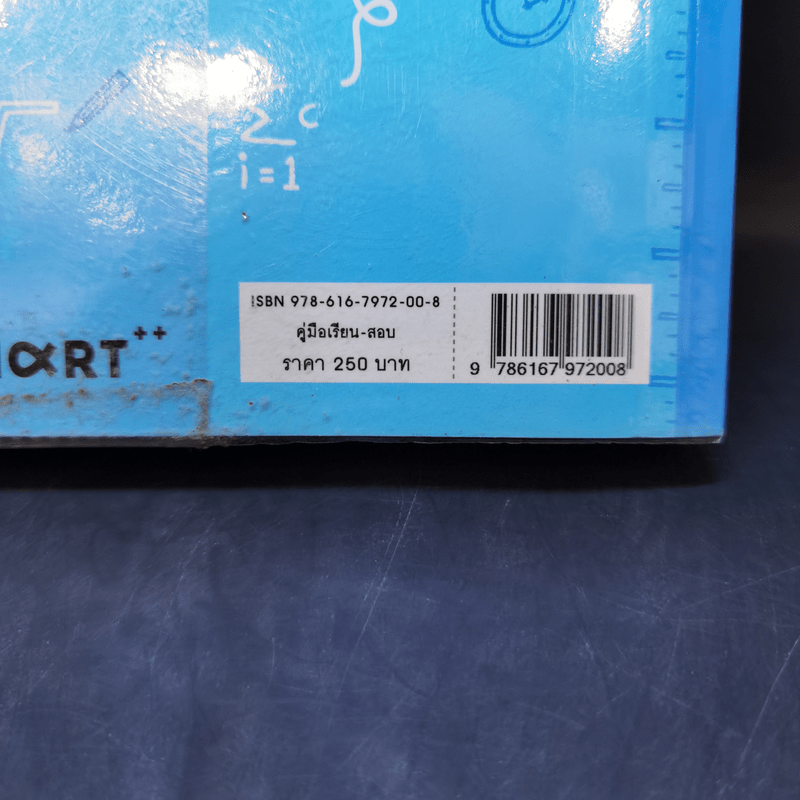 Σ c
i=1
ISBN 978-616-7972-00-8
คู่มือเรียน-สอบ
ราคา 250 บาท
9 786167 972008
ART++